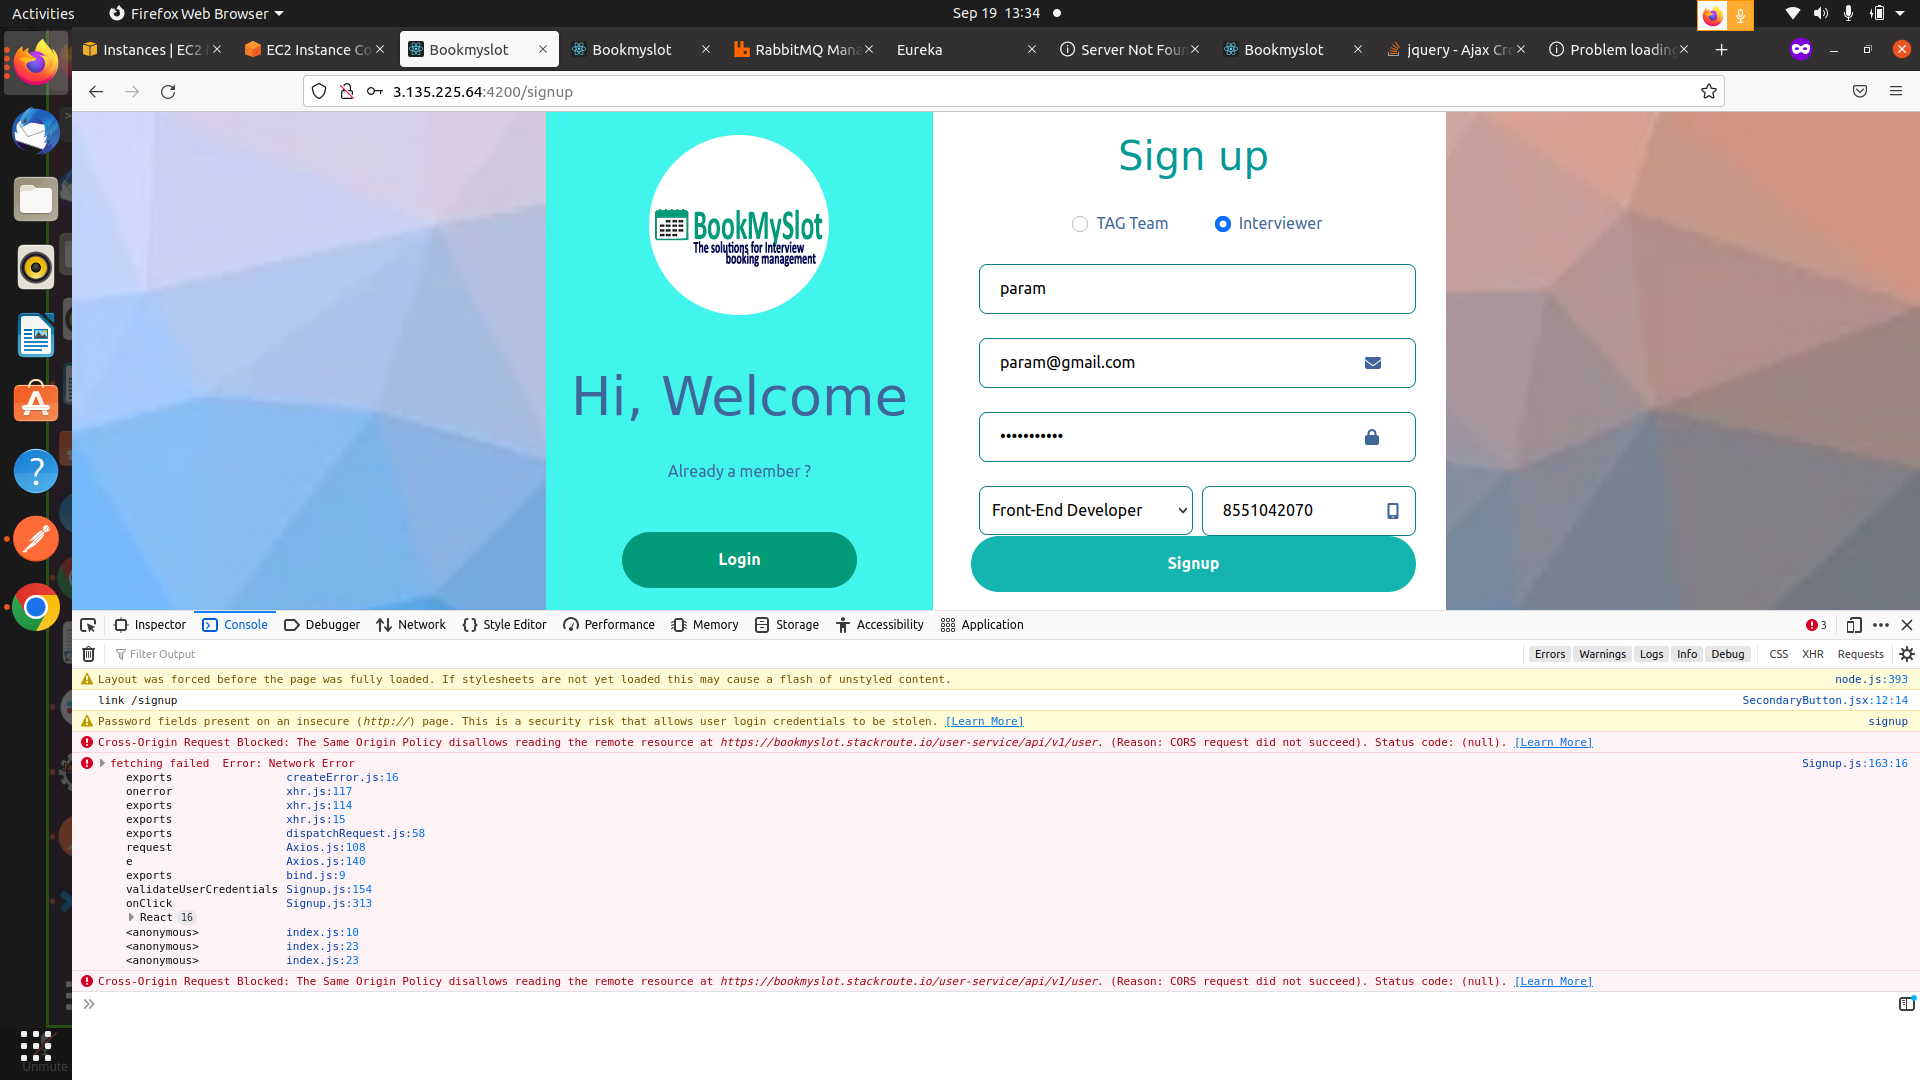 Activities
Firefox Web Browser
Sep 19 13:34
Instances | EC2
EC2 Instance Co
Bookmyslot
Bookmyslot
RabbitMQ Mana
Eureka
Server Not Foun
Bookmyslot
jquery - Ajax Cro
Problem loading
3.135.225.64:4200/signup
BookMySlot
The solutions for Interview
booking management
Hi, Welcome
Already a member ?
Login
Sign up
TAG Team
Interviewer
param
param@gmail.com
•••••••••••
Front-End Developer
8551042070
Signup
Inspector
Console
Debugger
Network
Style Editor
Performance
Memory
Storage
Accessibility
Application
3
Filter Output
Errors
Warnings
Logs
Info
Debug
CSS
XHR
Requests
Layout was forced before the page was fully loaded. If stylesheets are not yet loaded this may cause a flash of unstyled content. node.js:393
link /signup SecondaryButton.jsx:12:14
Password fields present on an insecure (http://) page. This is a security risk that allows user login credentials to be stolen. [Learn More] signup
Cross-Origin Request Blocked: The Same Origin Policy disallows reading the remote resource at https://bookmyslot.stackroute.io/user-service/api/v1/user. (Reason: CORS request did not succeed). Status code: (null). [Learn More]
fetching failed Error: Network Error Signup.js:163:16
exports createError.js:16
onerror xhr.js:117
exports xhr.js:114
exports xhr.js:15
exports dispatchRequest.js:58
request Axios.js:108
e Axios.js:140
exports bind.js:9
validateUserCredentials Signup.js:154
onClick Signup.js:313
React 16
<anonymous> index.js:10
<anonymous> index.js:23
<anonymous> index.js:23
Cross-Origin Request Blocked: The Same Origin Policy disallows reading the remote resource at https://bookmyslot.stackroute.io/user-service/api/v1/user. (Reason: CORS request did not succeed). Status code: (null). [Learn More]
Unmute